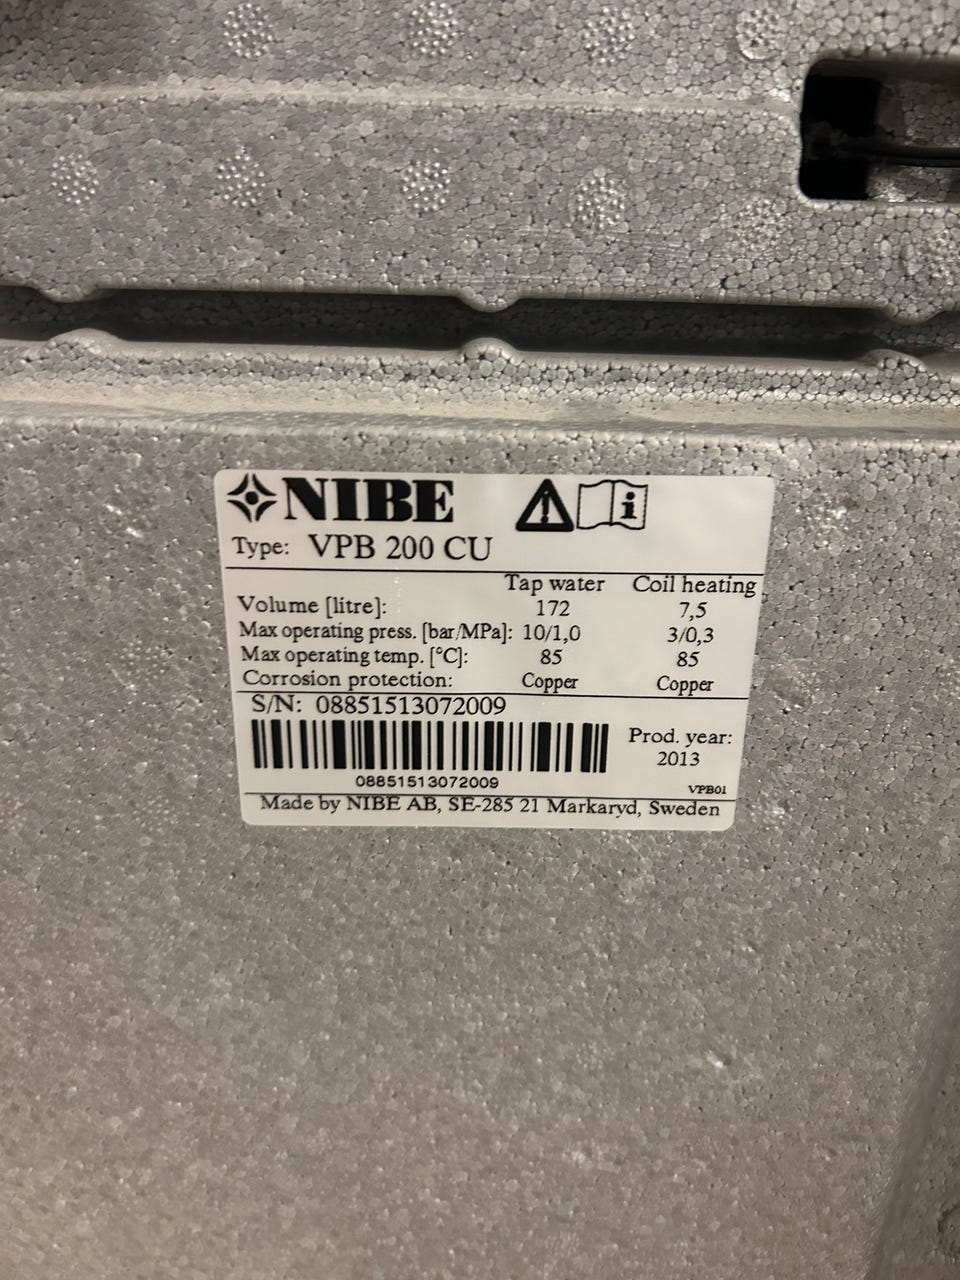 NIBE
Type: VPB 200 CU
Tap water Coil heating
Volume [litre]: 172 7,5
Max operating press. [bar/MPa]: 10/1,0 3/0,3
Max operating temp. [°C]: 85 85
Corrosion protection: Copper Copper
S/N: 08851513072009
Prod. year:
2013
08851513072009
VPB01
Made by NIBE AB, SE-285 21 Markaryd, Sweden